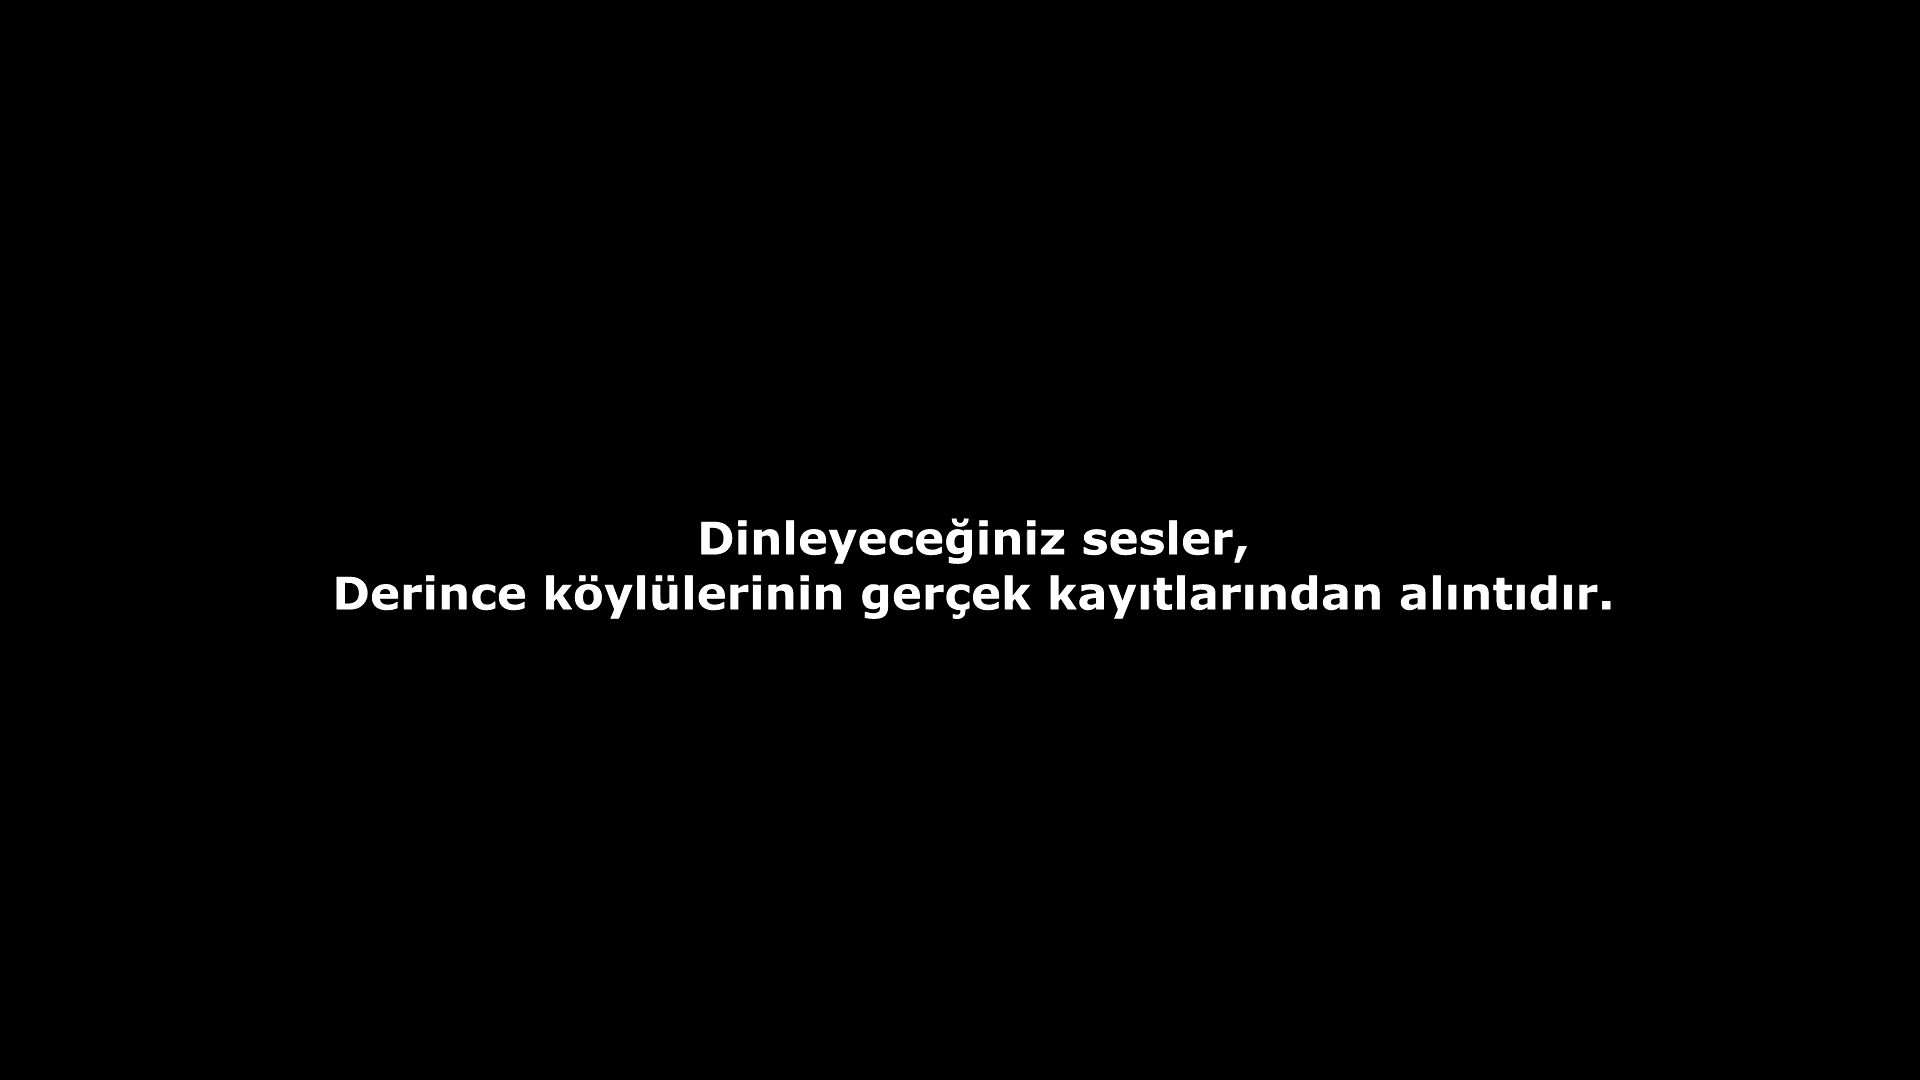 Dinleyeceğiniz sesler,
Derince köylülerinin gerçek kayıtlarından alıntıdır.